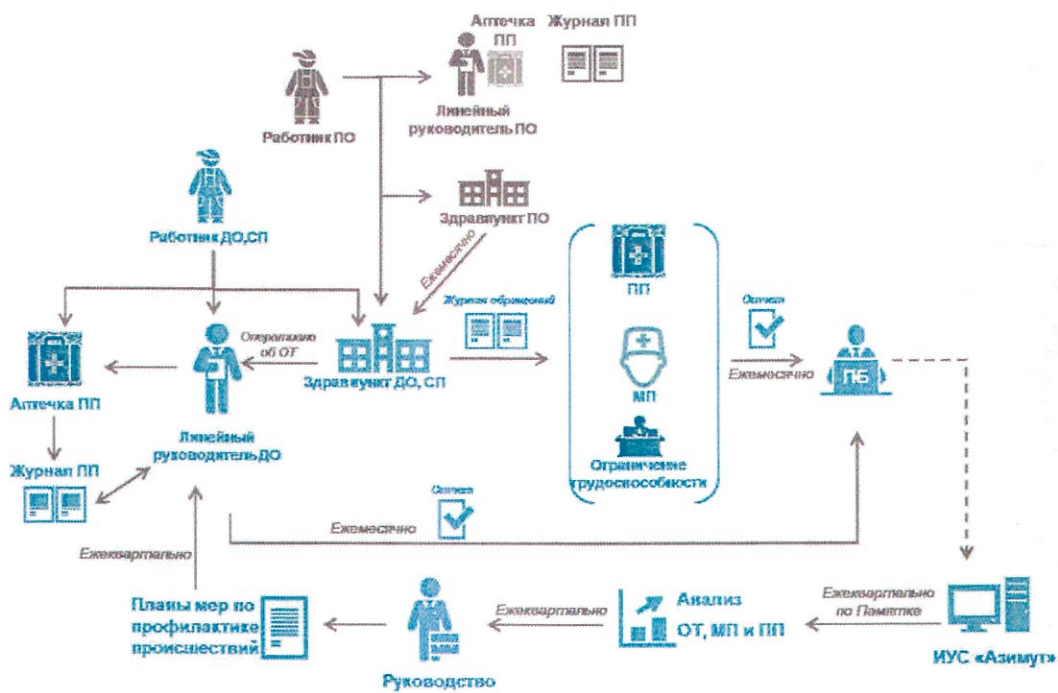 Аптечка Журнал ПП
ПП
Линейный
руководитель ПО
Работник ПО
Здравпункт ПО
Работник ДО,СП
Ежемесячно
ПП
Журнал обращений
Оперативно
об ОТ
Здравпункт ДО, СП
Аптечка ПП
Линейный
руководитель ДО
Журнал ПП
МП
Ограничение
трудоспособности
Ежемесячно
ПБ
Ежемесячно
Ежеквартально
Планы мер по
профилактике
происшествий
Руководство
Ежеквартально
Анализ
ОТ, МП и ПП
Ежеквартально
по Памятке
ИУС «Азимут»